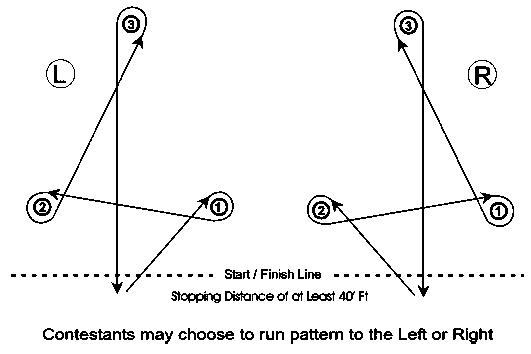 3 3
L R
2 1 2 1
Start / Finish Line
Stopping Distance of at Least 40' Ft
Contestants may choose to run pattern to the Left or Right